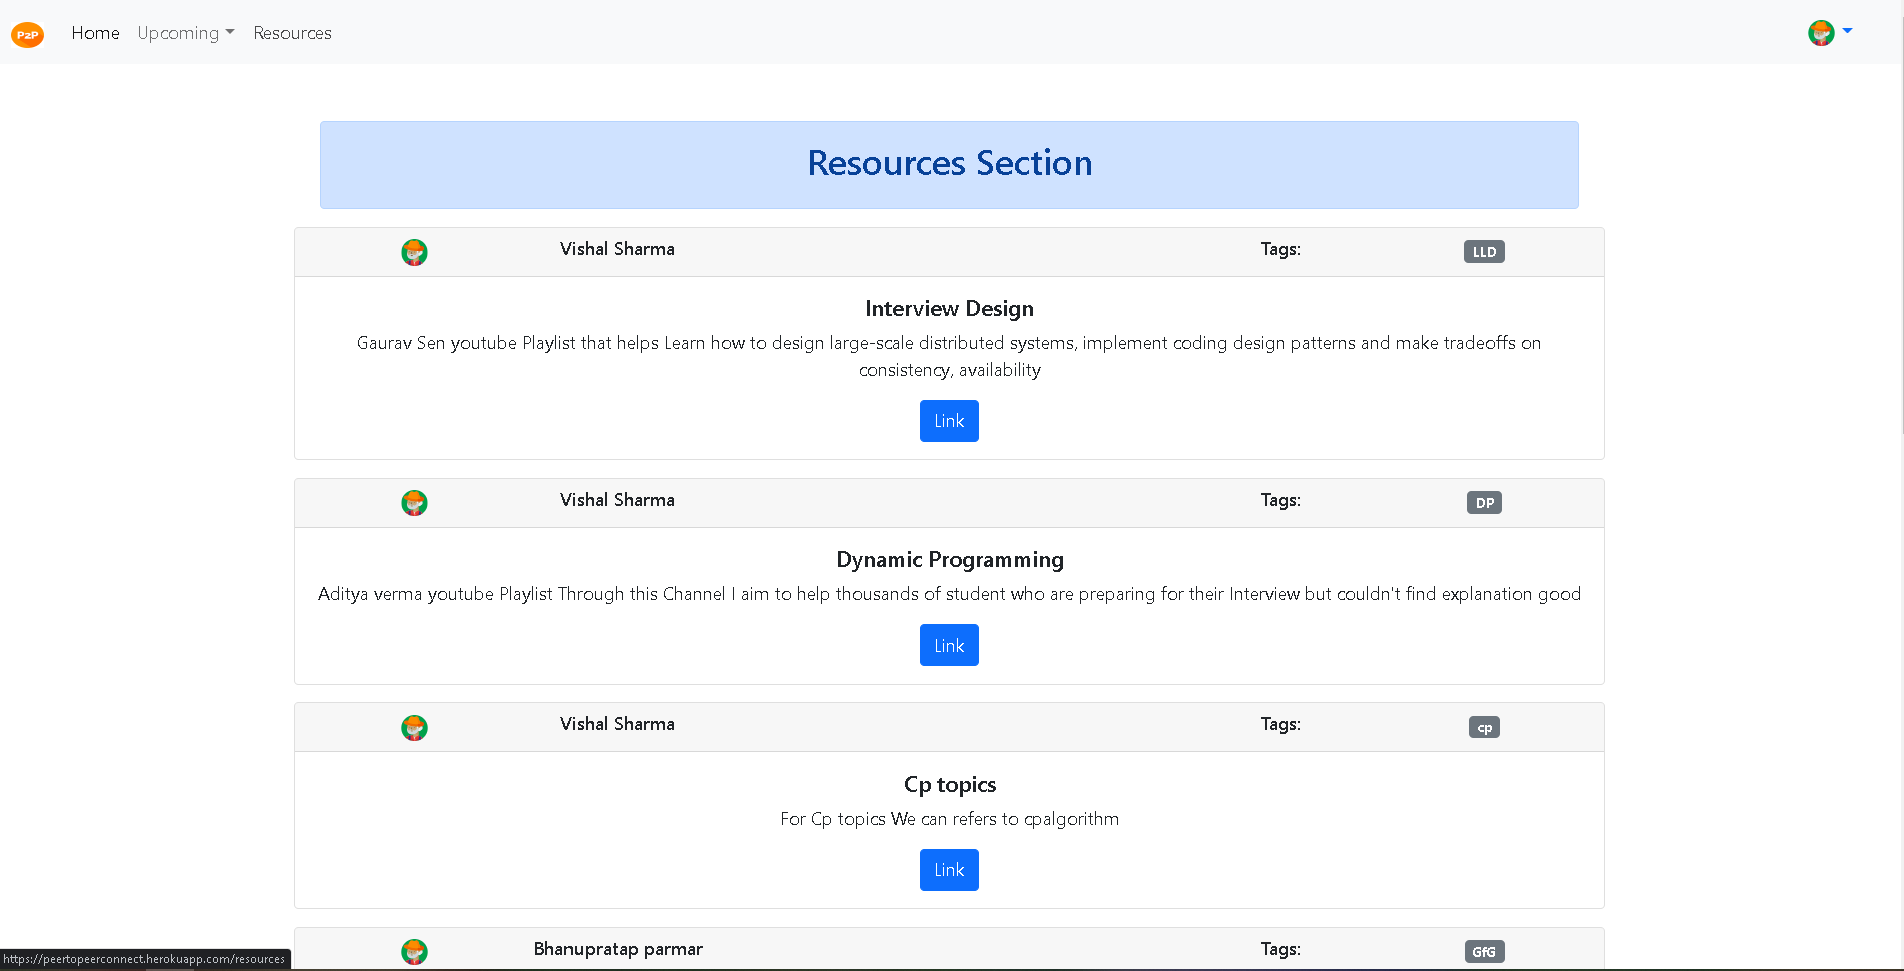 P2P Home Upcoming Resources
Resources Section
Vishal Sharma Tags: LLD
Interview Design
Gaurav Sen youtube Playlist that helps Learn how to design large-scale distributed systems, implement coding design patterns and make tradeoffs on
consistency, availability
Link
Vishal Sharma Tags: DP
Dynamic Programming
Aditya verma youtube Playlist Through this Channel I aim to help thousands of student who are preparing for their Interview but couldn't find explanation good
Link
Vishal Sharma Tags: cp
Cp topics
For Cp topics We can refers to cpalgorithm
Link
Bhanupratap parmar Tags: GfG
https://peertopeerconnect.herokuapp.com/resources